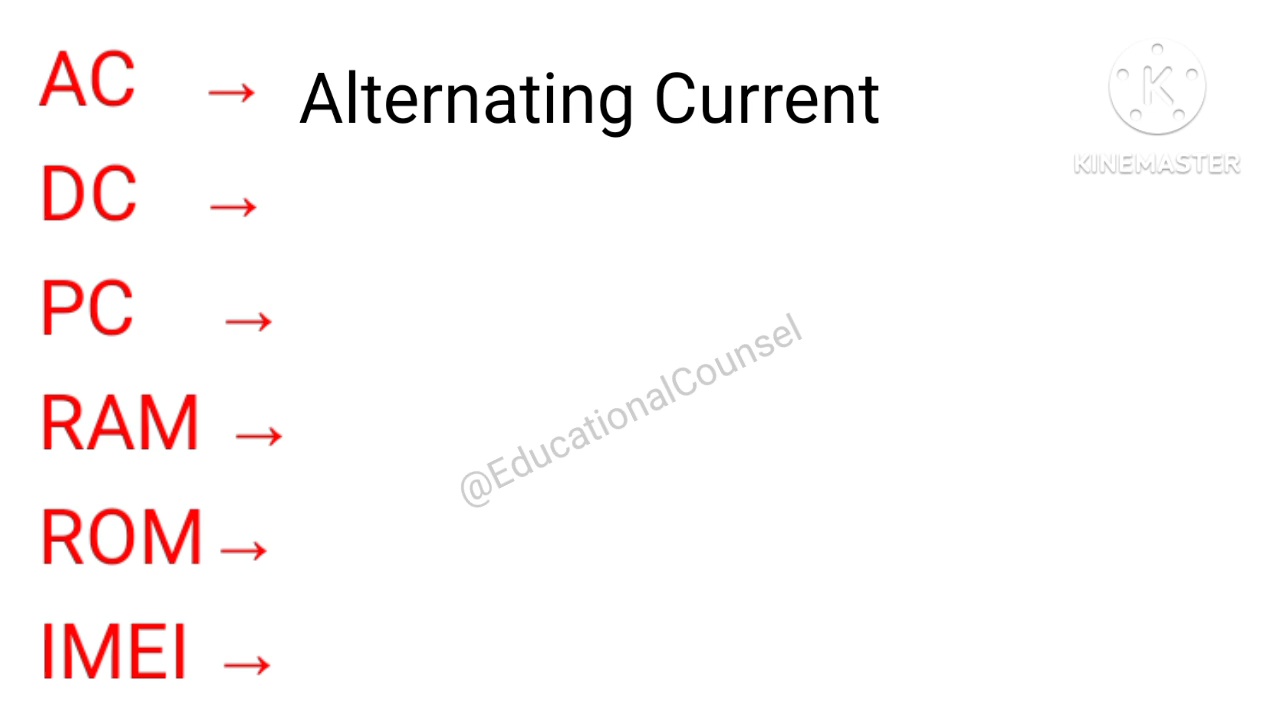 AC → Alternating Current
KINEMASTER
DC →
PC →
RAM →
@EducationalCounsel
ROM →
IMEI →